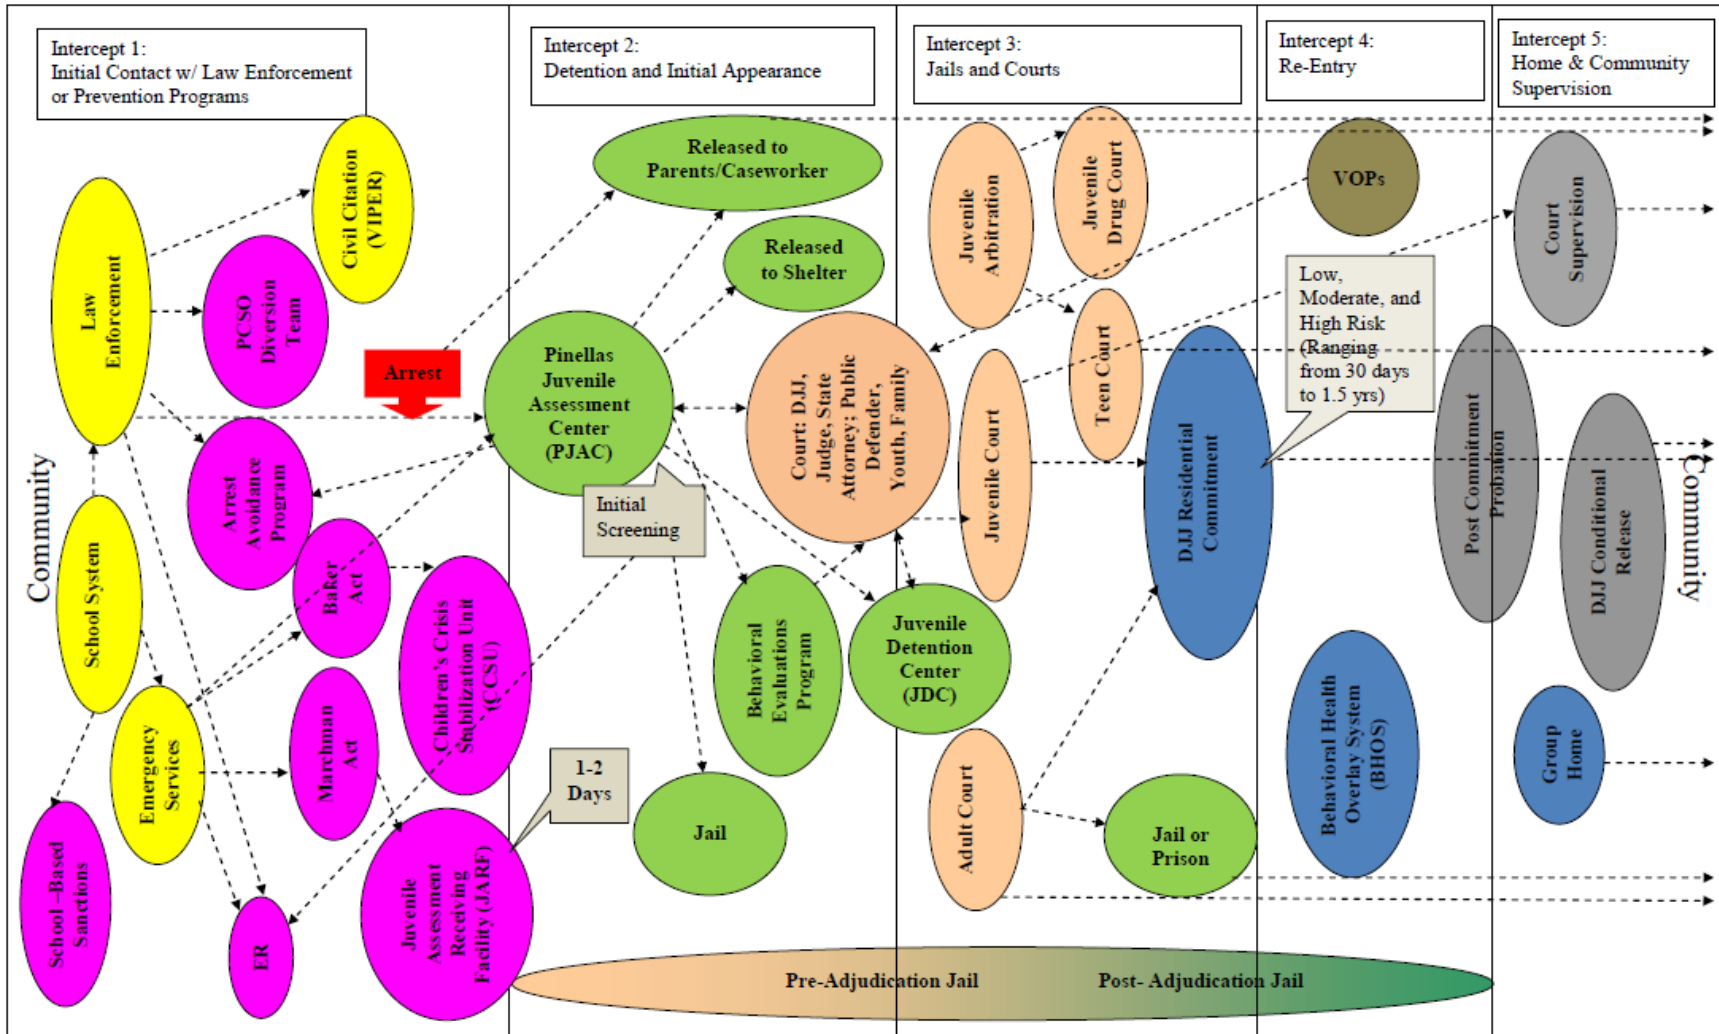 Intercept 1:
Initial Contact w/ Law Enforcement
or Prevention Programs
Intercept 2:
Detention and Initial Appearance
Intercept 3:
Jails and Courts
Intercept 4:
Re-Entry
Intercept 5:
Home & Community
Supervision
Community
Law
Enforcement
Civil Citation
(VIPER)
PCSO
Diversion
Team
Arrest
Arrest
Avoidance
Program
School System
Baker
Act
Children's Crisis
Stabilization Unit
(CCSU)
Emergency
Services
Marchman
Act
School –Based
Sanctions
ER
Juvenile
Assessment
Receiving
Facility (JARF)
1-2
Days
Released to
Parents/Caseworker
Released
to Shelter
Pinellas
Juvenile
Assessment
Center
(PJAC)
Initial
Screening
Court: DJJ,
Judge, State
Attorney; Public
Defender,
Youth, Family
Behavioral
Evaluations
Program
Jail
Juvenile
Detention
Center
(JDC)
Juvenile
Arbitration
Juvenile
Drug Court
Teen Court
Juvenile Court
DJJ Residential
Commitment
Adult Court
Jail or
Prison
VOPs
Low,
Moderate, and
High Risk
(Ranging
from 30 days
to 1.5 yrs)
Behavioral Health
Overlay System
(BHOS)
Court
Supervision
Post Commitment
Probation
DJJ Conditional
Release
Group
Home
Community
Pre-Adjudication Jail
Post- Adjudication Jail